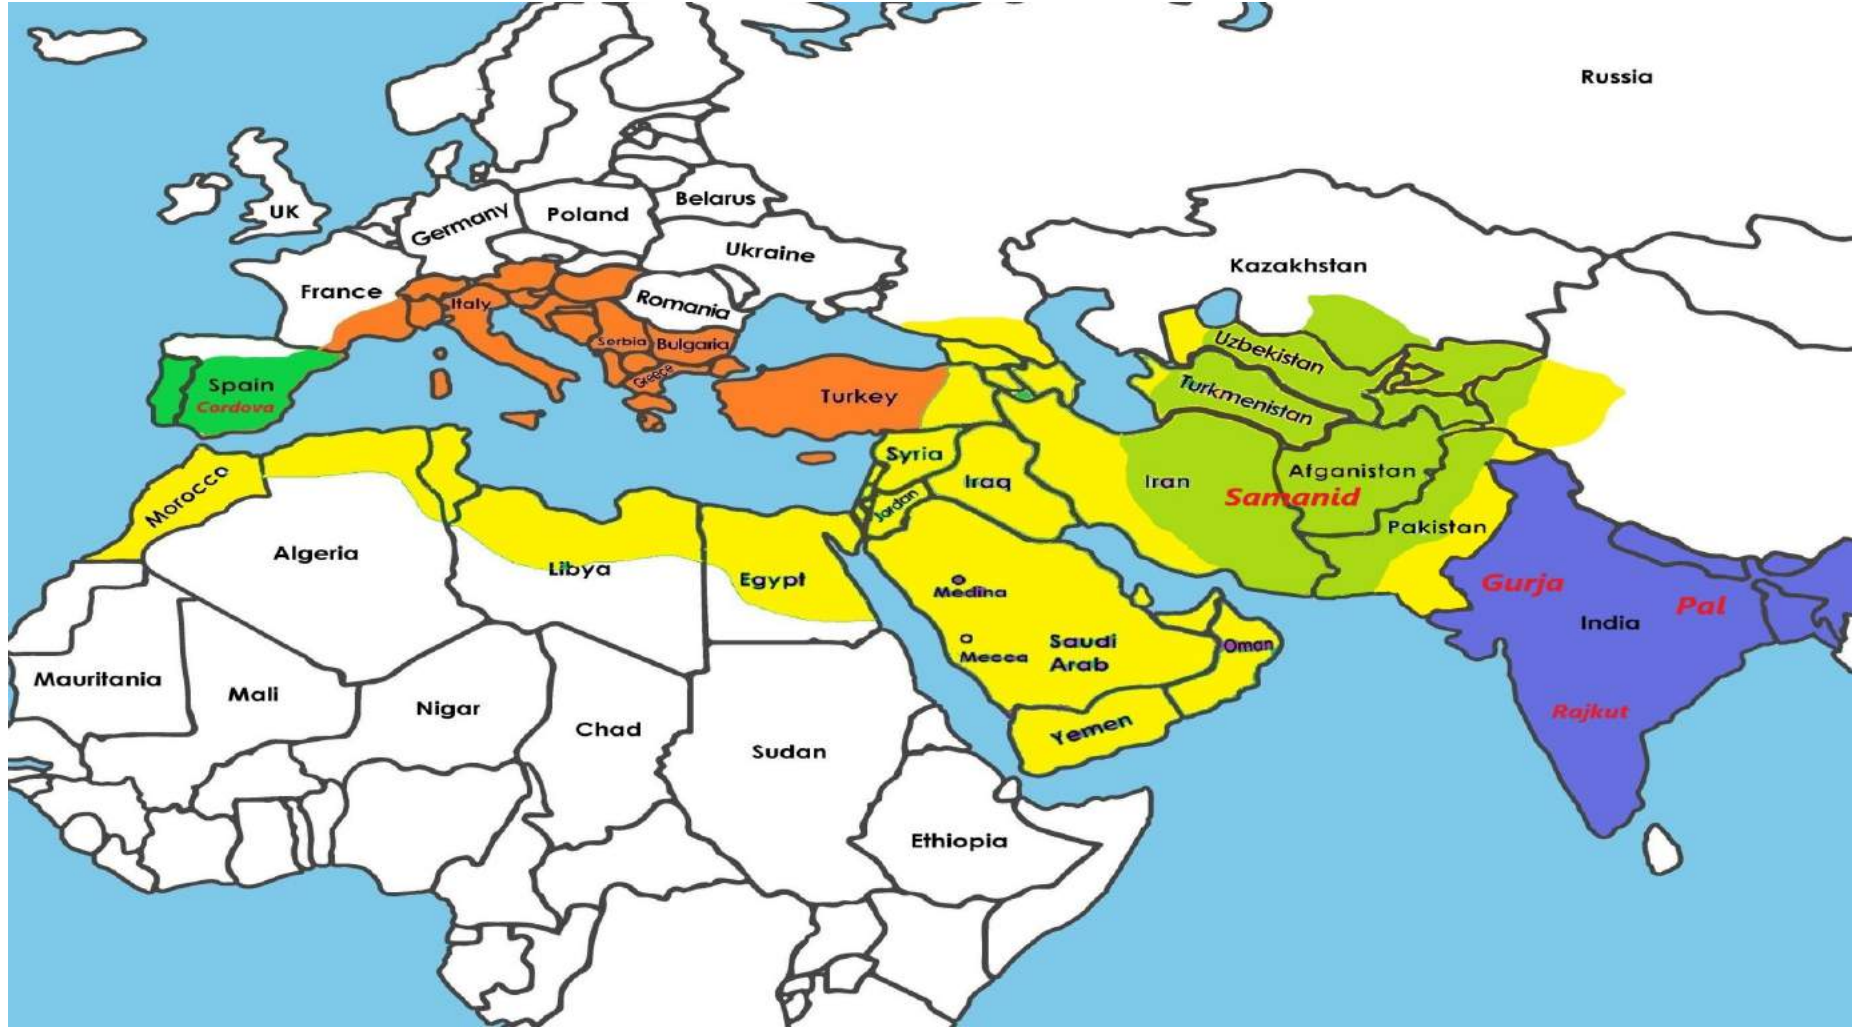 Russia
Belarus
UK
Germany
Poland
Ukraine
Kazakhstan
France
Italy
Romania
Serbia
Bulgaria
Greece
Uzbekistan
Turkmenistan
Spain
Cordova
Turkey
Syria
Iraq
Jordan
Iran
Afganistan
Samanid
Pakistan
Morocco
Algeria
Libya
Egypt
Medina
Mecca
Saudi
Arab
Oman
Yemen
Gurja
Pal
India
Rajkut
Mauritania
Mali
Nigar
Chad
Sudan
Ethiopia